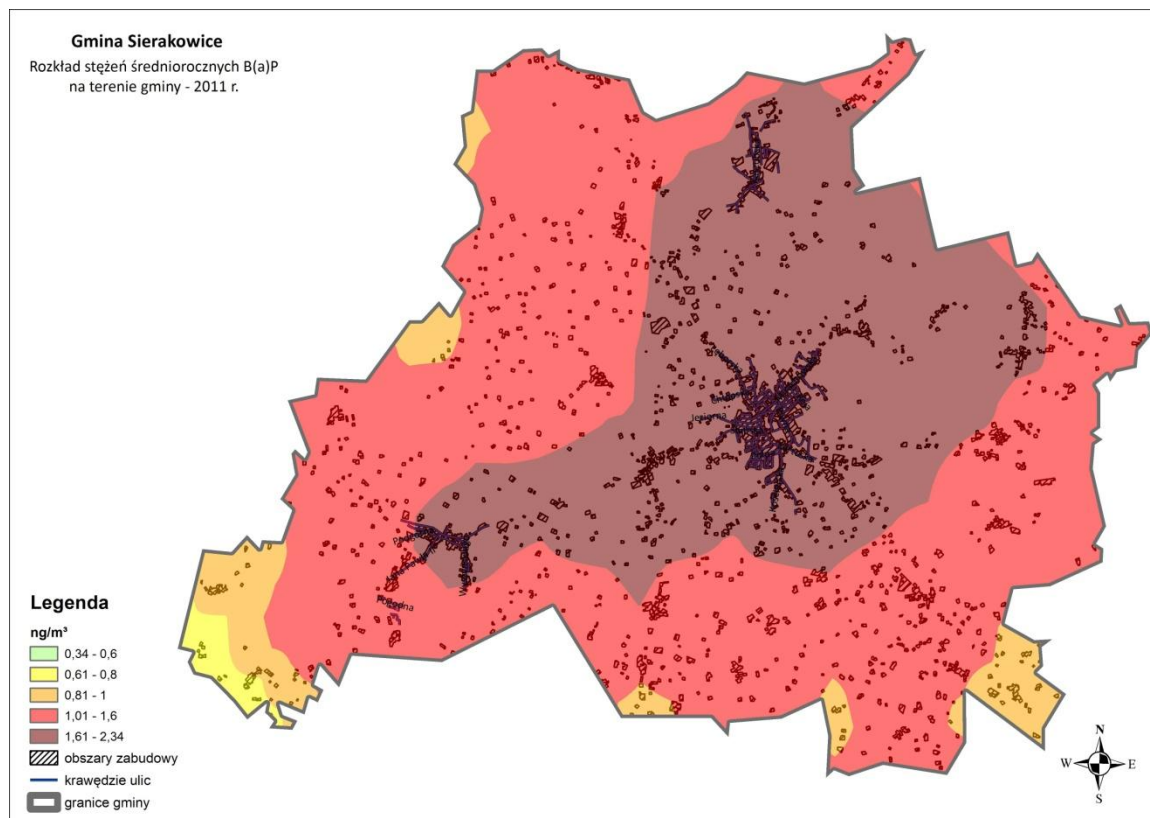 Gmina Sierakowice
Rozkład stężeń średniorocznych B(a)P
na terenie gminy - 2011 r.
Jeziorna
Legenda
ng/m³
0,34 - 0,6
0,61 - 0,8
0,81 - 1
1,01 - 1,6
1,61 - 2,34
obszary zabudowy
krawędzie ulic
granice gminy
N
W
E
S